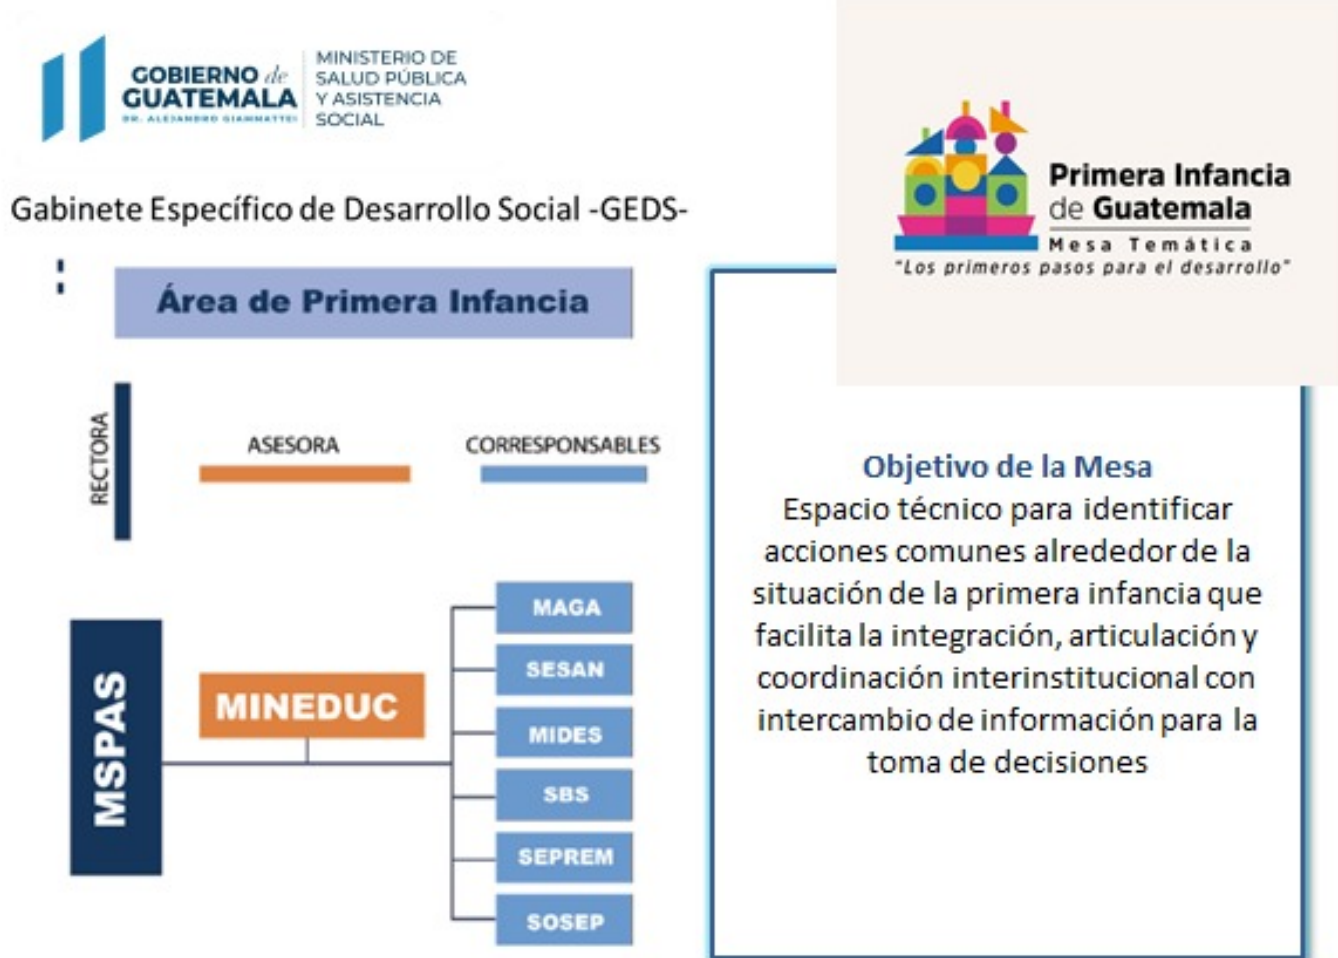 GOBIERNO de
GUATEMALA
DR. ALEJANDRO GIAMMATTEI
MINISTERIO DE
SALUD PÚBLICA
Y ASISTENCIA
SOCIAL
Primera Infancia
de Guatemala
Mesa Temática
"Los primeros pasos para el desarrollo"
Gabinete Específico de Desarrollo Social -GEDS-
:
Área de Primera Infancia
RECTORA
ASESORA
CORRESPONSABLES
MSPAS
MINEDUC
MAGA
SESAN
MIDES
SBS
SEPREM
SOSEP
Objetivo de la Mesa
Espacio técnico para identificar
acciones comunes alrededor de la
situación de la primera infancia que
facilita la integración, articulación y
coordinación interinstitucional con
intercambio de información para la
toma de decisiones